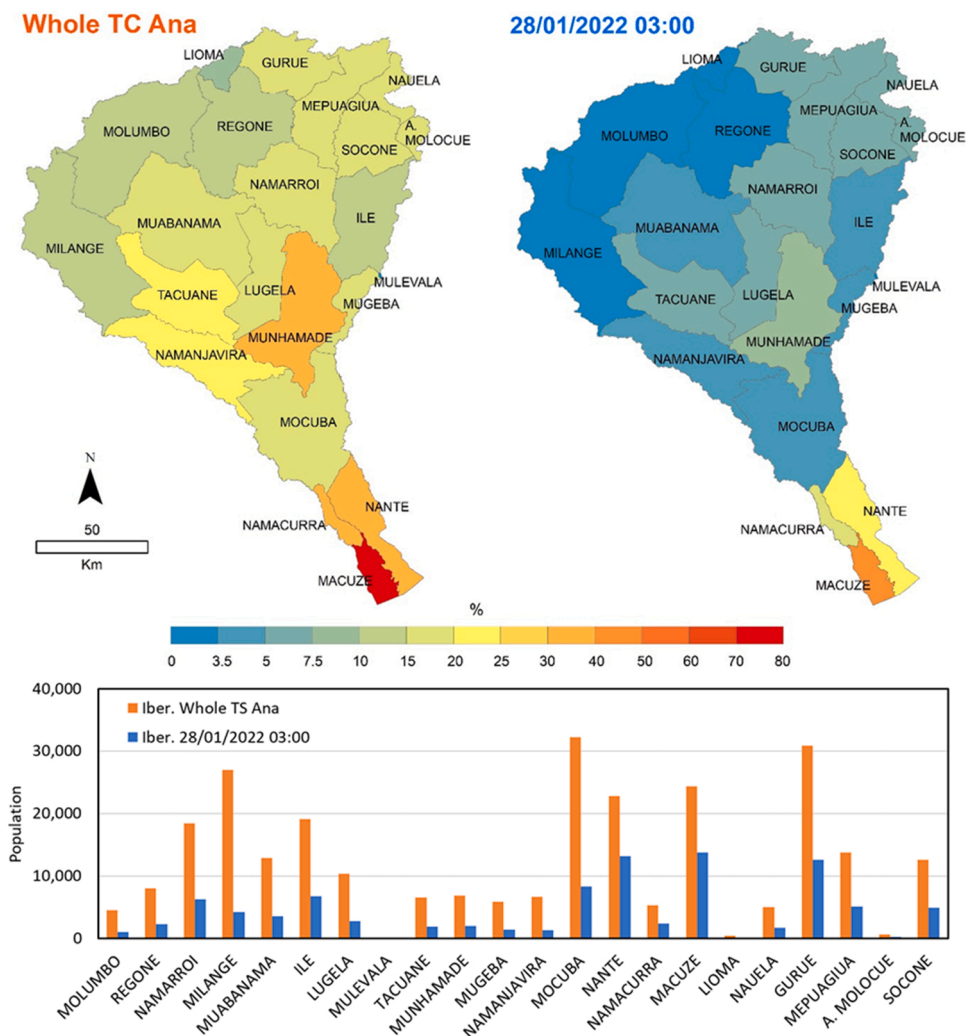 Whole TC Ana
28/01/2022 03:00
LIOMA
GURUE
NAUELA
MEPUAGIUA
MOLUMBO
REGONE
A.
MOLOCUE
SOCONE
NAMARROI
ILE
MUABANAMA
MILANGE
MULEVALA
TACUANE
LUGELA
MUGEBA
MUNHAMADE
NAMANJAVIRA
MOCUBA
N
NANTE
NAMACURRA
50
Km
MACUZE
LIOMA
GURUE
NAUELA
MEPUAGIUA
MOLUMBO
REGONE
A.
MOLOCUE
SOCONE
NAMARROI
ILE
MUABANAMA
MILANGE
MULEVALA
TACUANE
LUGELA
MUGEBA
MUNHAMADE
NAMANJAVIRA
MOCUBA
NANTE
NAMACURRA
MACUZE
%
0 3.5 5 7.5 10 15 20 25 30 40 50 60 70 80
40,000
30,000
20,000
10,000
0
Population
Iber. Whole TS Ana
Iber. 28/01/2022 03:00
MOLUMBO
REGONE
NAMARROI
MILANGE
MUABANAMA
ILE
LUGELA
MULEVALA
TACUANE
MUNHAMADE
MUGEBA
NAMANJAVIRA
MOCUBA
NANTE
NAMACURRA
MACUZE
LIOMA
NAUELA
GURUE
MEPUAGIUA
A. MOLOCUE
SOCONE